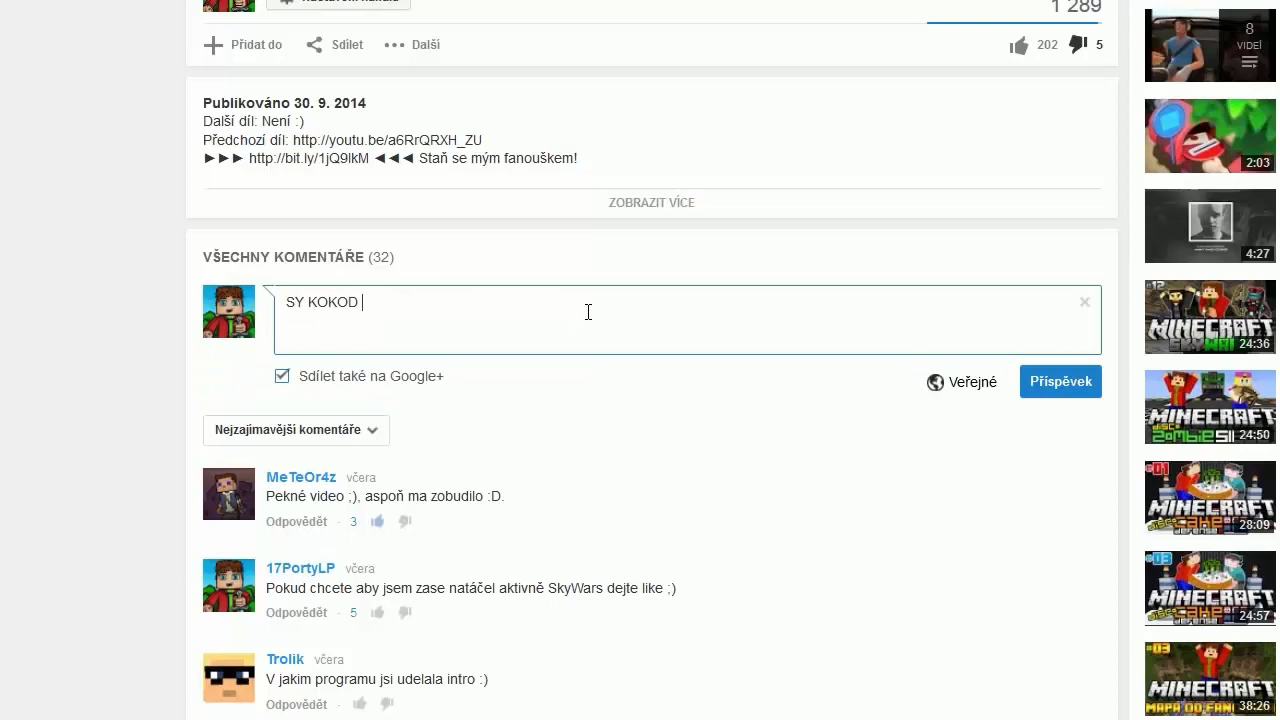 1 289
Přidat do
Sdílet
Další
202
5
Publikováno 30. 9. 2014
Další díl: Není :)
Předchozí díl: http://youtu.be/a6RrQRXH_ZU
►►► http://bit.ly/1jQ9lkM ◄◄◄ Staň se mým fanouškem!
ZOBRAZIT VÍCE
VŠECHNY KOMENTÁŘE (32)
SY KOKOD
Sdílet také na Google+
Veřejné
Příspěvek
Nejzajímavější komentáře
MeTeOr4z včera
Pekné video ;), aspoň ma zobudilo :D.
Odpovědět · 3
17PortyLP včera
Pokud chcete aby jsem zase natáčel aktivně SkyWars dejte like ;)
Odpovědět · 5
Trolik včera
V jakim programu jsi udelala intro :)
Odpovědět ·
8
VIDEÍ
2:03
4:27
#12
MINECRAFT
24:36
MINECRAFT
24:50
#01
MINECRAFT
28:09
#03
MINECRAFT
24:57
#03
MINECRAFT
38:26